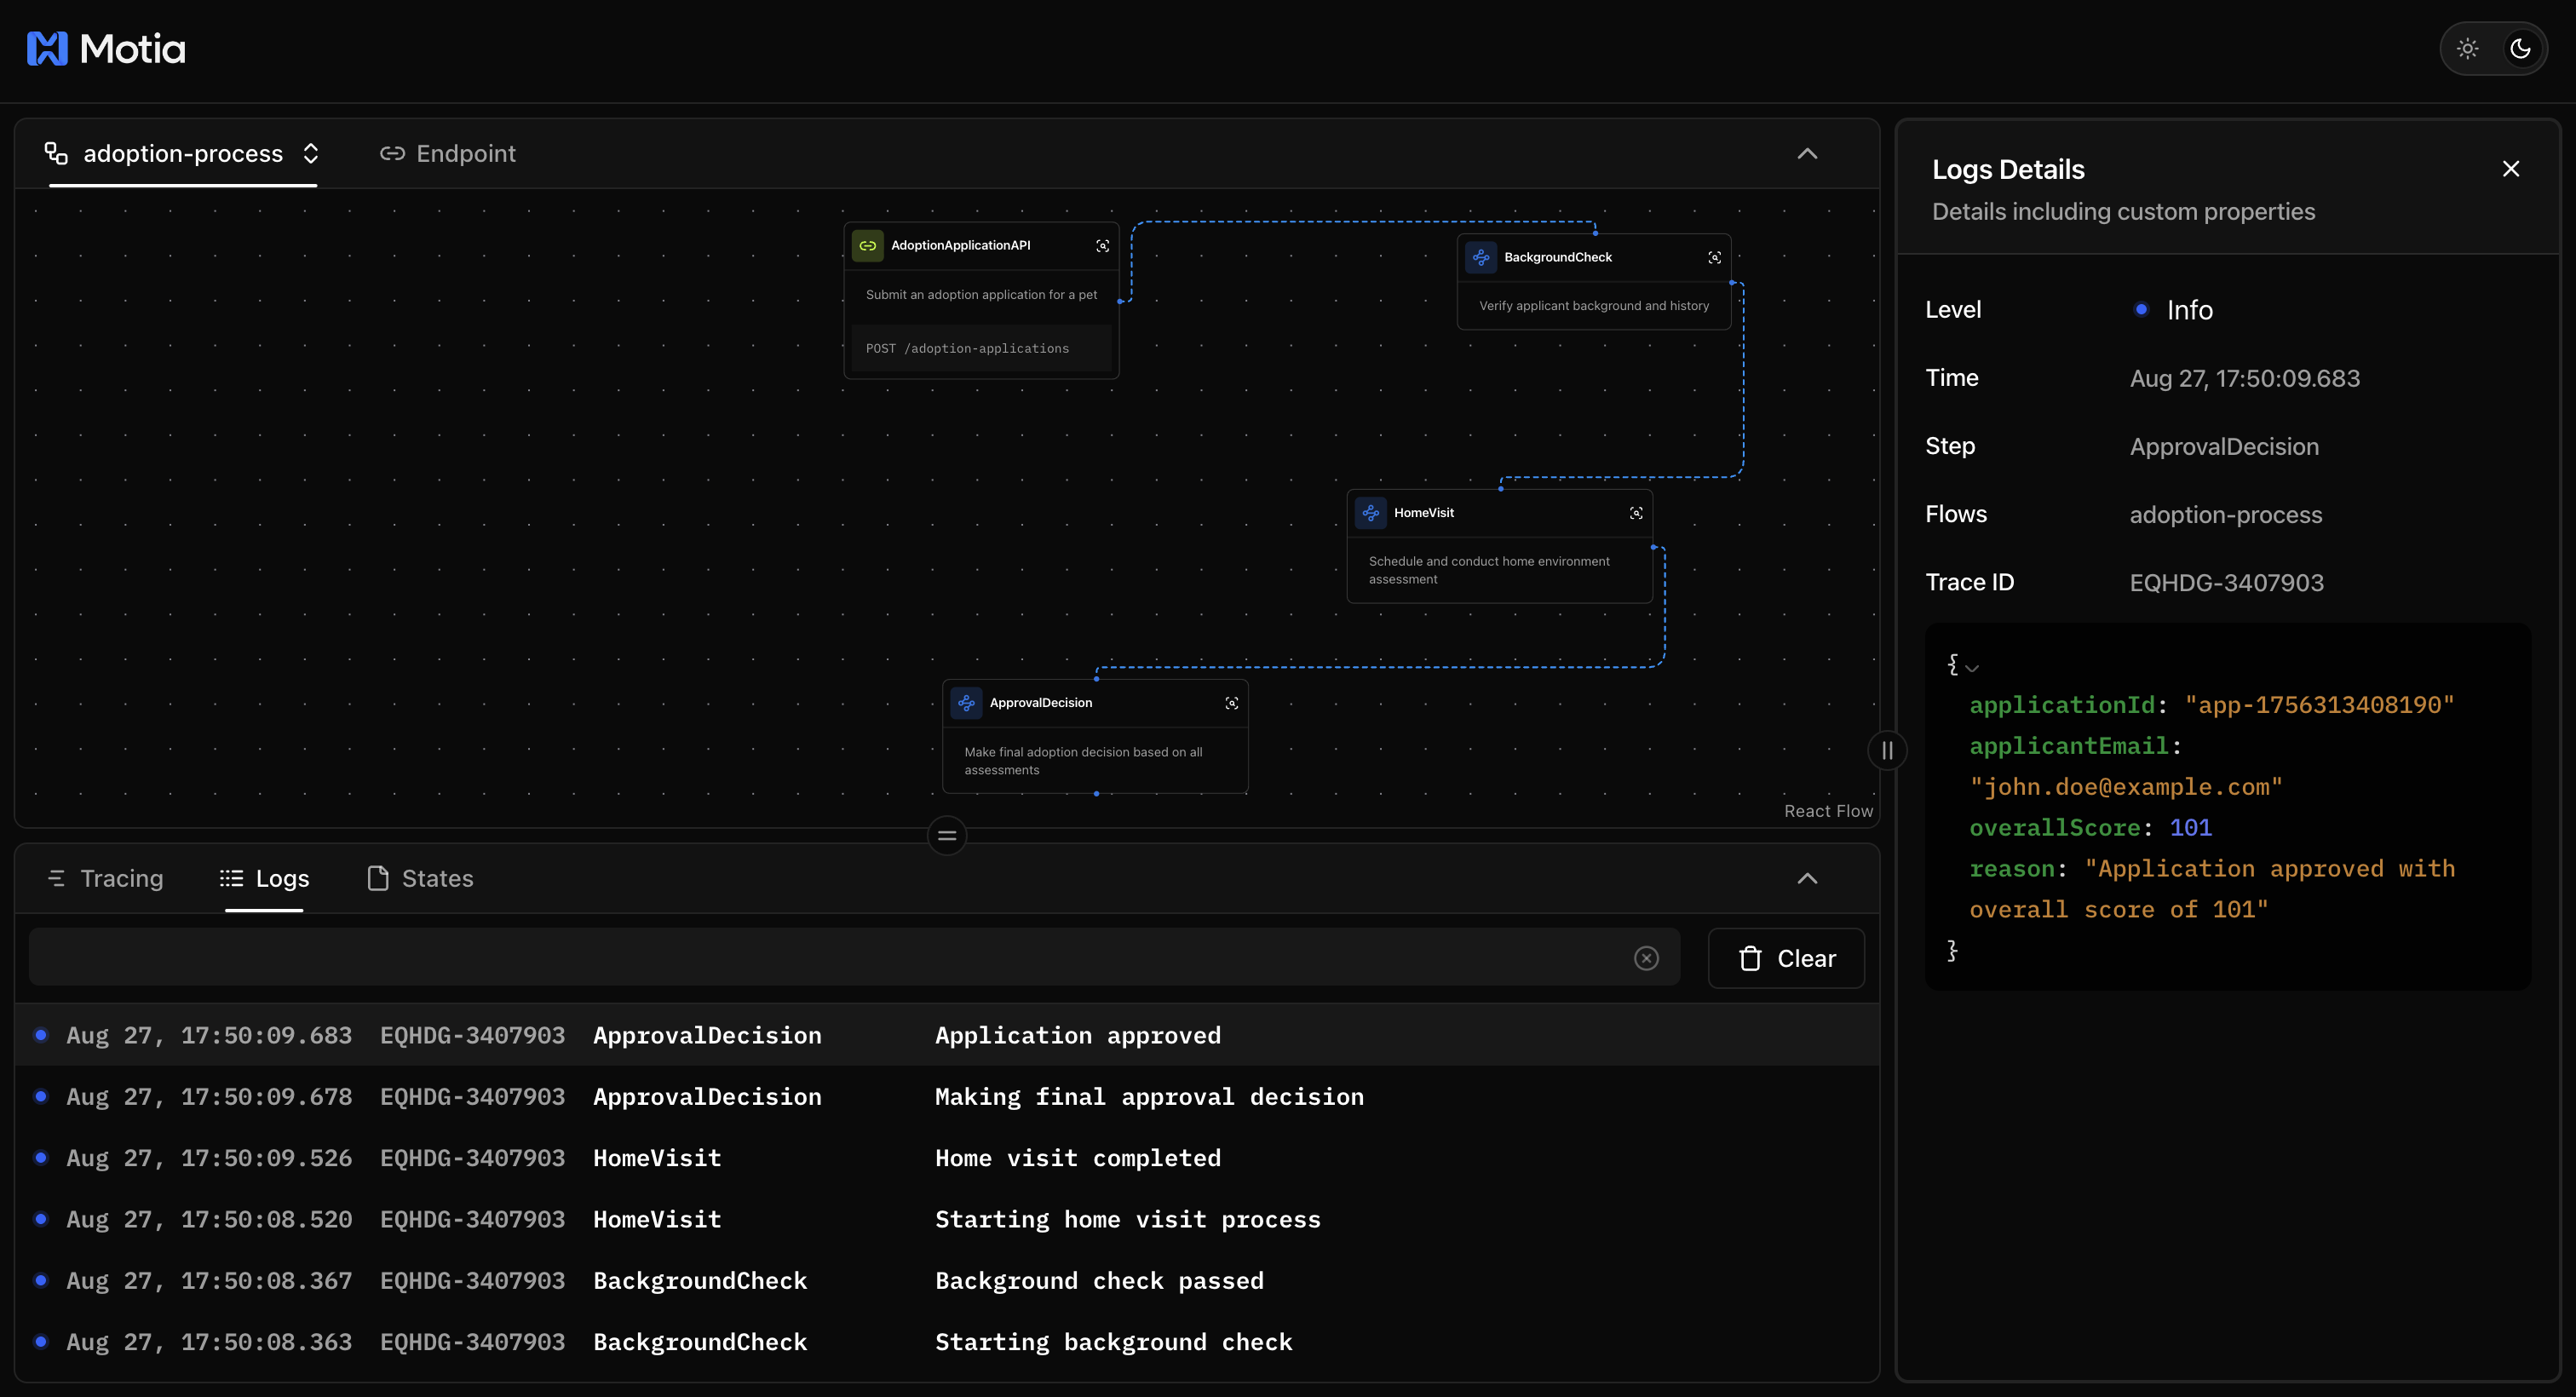 Motia
adoption-process
Endpoint
AdoptionApplicationAPI
Submit an adoption application for a pet
POST /adoption-applications
BackgroundCheck
Verify applicant background and history
HomeVisit
Schedule and conduct home environment
assessment
ApprovalDecision
Make final adoption decision based on all
assessments
React Flow
Tracing
Logs
States
Clear
Aug 27, 17:50:09.683 EQHDG-3407903 ApprovalDecision Application approved
Aug 27, 17:50:09.678 EQHDG-3407903 ApprovalDecision Making final approval decision
Aug 27, 17:50:09.526 EQHDG-3407903 HomeVisit Home visit completed
Aug 27, 17:50:08.520 EQHDG-3407903 HomeVisit Starting home visit process
Aug 27, 17:50:08.367 EQHDG-3407903 BackgroundCheck Background check passed
Aug 27, 17:50:08.363 EQHDG-3407903 BackgroundCheck Starting background check
Logs Details
Details including custom properties
Level Info
Time Aug 27, 17:50:09.683
Step ApprovalDecision
Flows adoption-process
Trace ID EQHDG-3407903
{
applicationId: "app-1756313408190"
applicantEmail:
"john.doe@example.com"
overallScore: 101
reason: "Application approved with
overall score of 101"
}